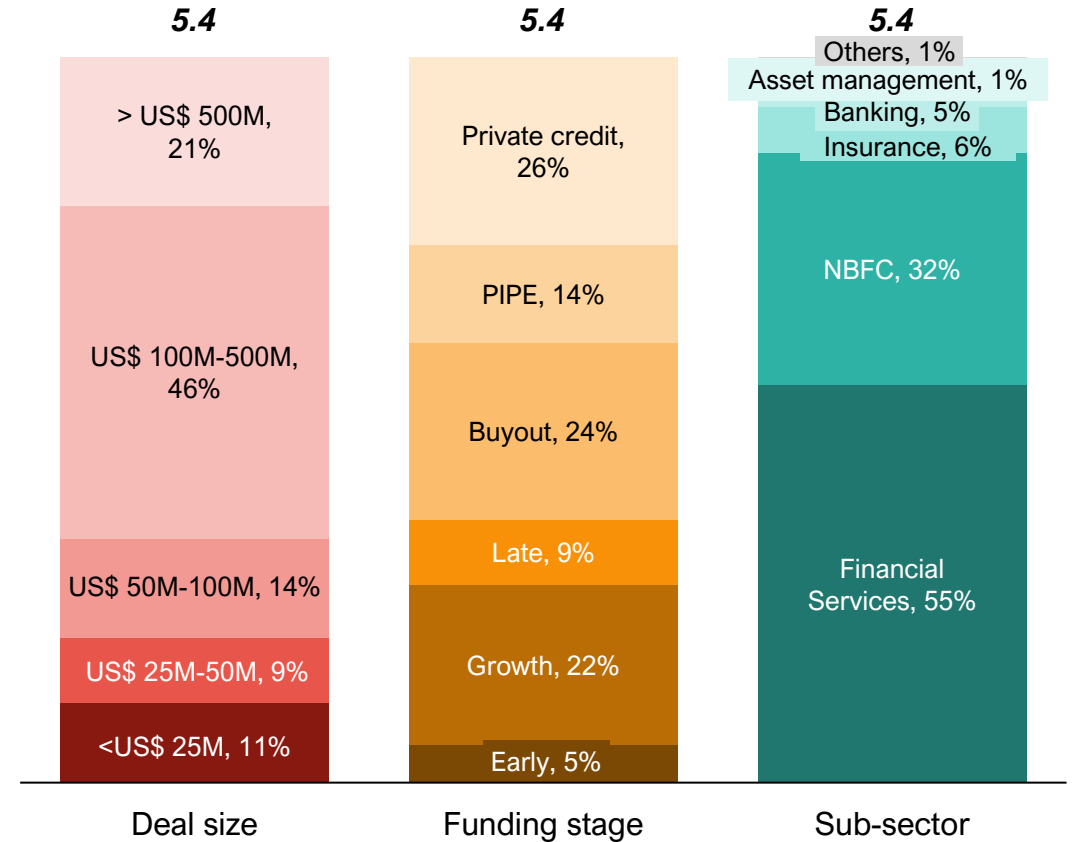 5.4
> US$ 500M,
21%
US$ 100M-500M,
46%
US$ 50M-100M, 14%
US$ 25M-50M, 9%
<US$ 25M, 11%
Deal size
5.4
Private credit,
26%
PIPE, 14%
Buyout, 24%
Late, 9%
Growth, 22%
Early, 5%
Funding stage
5.4
Others, 1%
Asset management, 1%
Banking, 5%
Insurance, 6%
NBFC, 32%
Financial
Services, 55%
Sub-sector